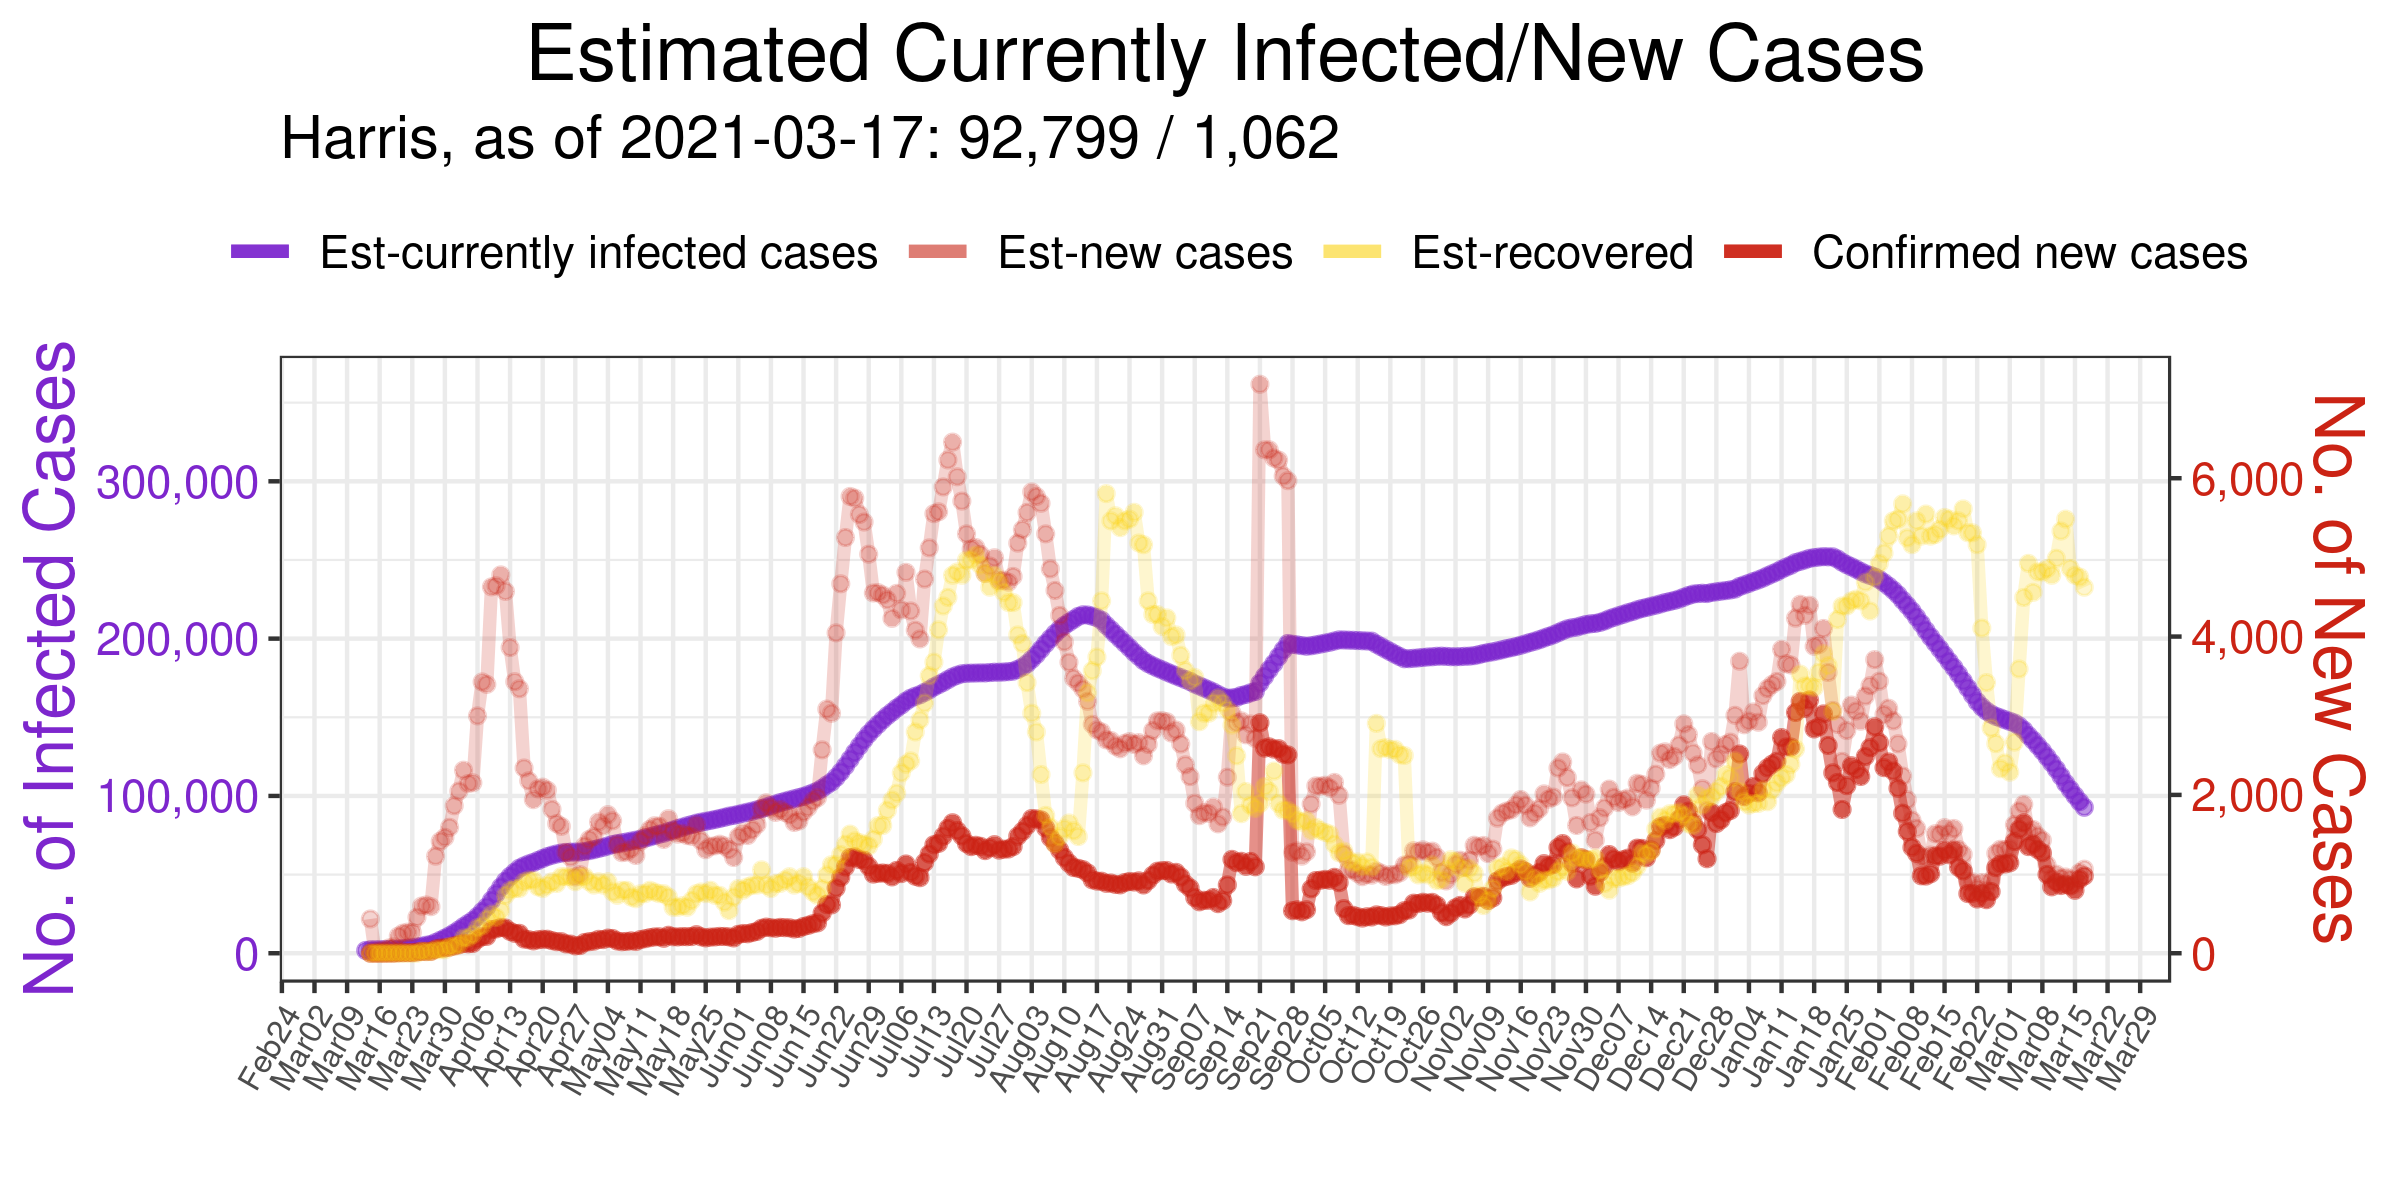 Estimated Currently Infected/New Cases
Harris, as of 2021-03-17: 92,799 / 1,062
Est-currently infected cases Est-new cases Est-recovered Confirmed new cases
No. of Infected Cases
300,000
200,000
100,000
0
No. of New Cases
6,000
4,000
2,000
0
Feb24
Mar02
Mar09
Mar16
Mar23
Mar30
Apr06
Apr13
Apr20
Apr27
May04
May11
May18
May25
Jun01
Jun08
Jun15
Jun22
Jun29
Jul06
Jul13
Jul20
Jul27
Aug03
Aug10
Aug17
Aug24
Aug31
Sep07
Sep14
Sep21
Sep28
Oct05
Oct12
Oct19
Oct26
Nov02
Nov09
Nov16
Nov23
Nov30
Dec07
Dec14
Dec21
Dec28
Jan04
Jan11
Jan18
Jan25
Feb01
Feb08
Feb15
Feb22
Mar01
Mar08
Mar15
Mar22
Mar29